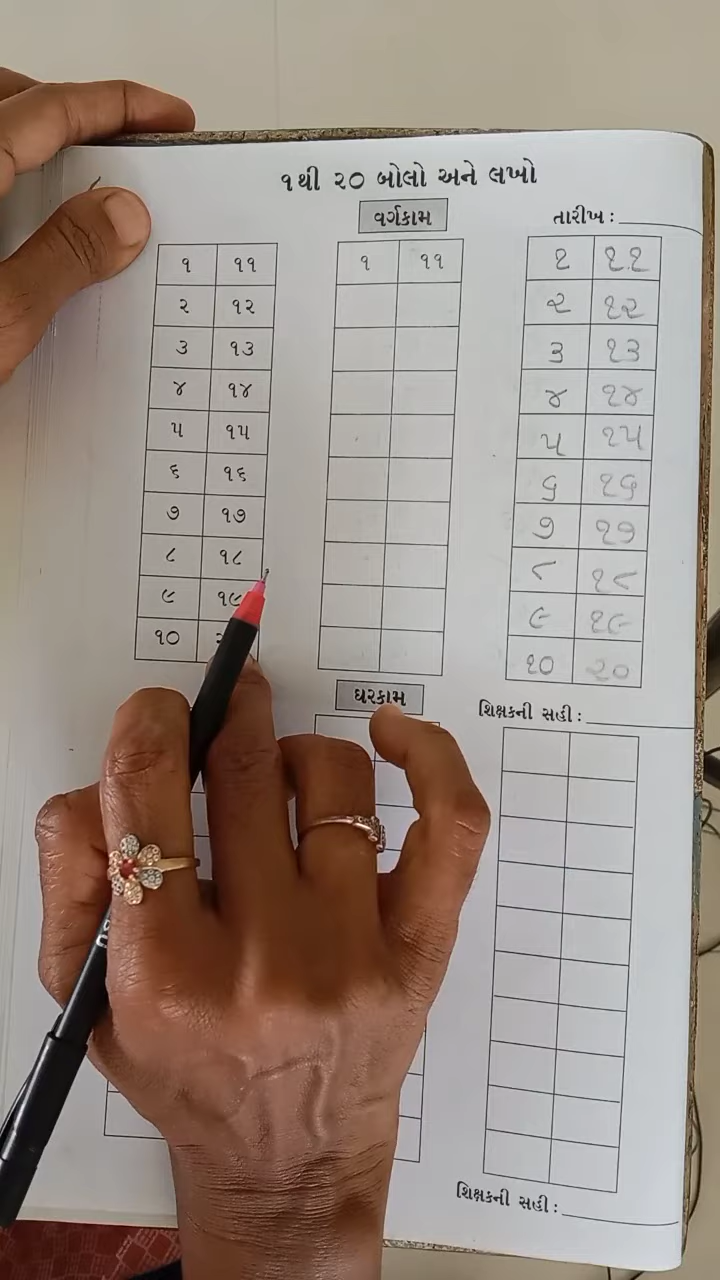 ૧થી ૨૦ બોલો અને લખો
વર્ગકામ તારીખ :
૧ ૧૧ ૧ ૧૧ ૧ ૧૧
૨ ૧૨ ૨ ૧૨
૩ ૧૩ ૩ ૧૩
૪ ૧૪ ૪ ૧૪
૫ ૧૫ ૫ ૧૫
૬ ૧૬ ૬ ૧૬
૭ ૧૭ ૭ ૧૭
૮ ૧૮ ૮ ૧૮
૯ ૧૯ ૯ ૧૯
૧૦ ૧૦ ૨૦
ઘરકામ શિક્ષકની સહી :
શિક્ષકની સહી :